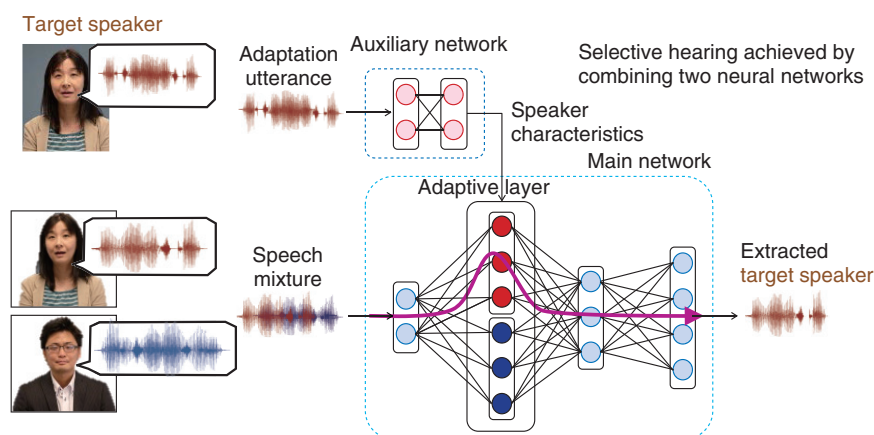 Target speaker
Adaptation
utterance
Auxiliary network
Selective hearing achieved by
combining two neural networks
Speaker
characteristics
Main network
Adaptive layer
Speech
mixture
Extracted
target speaker